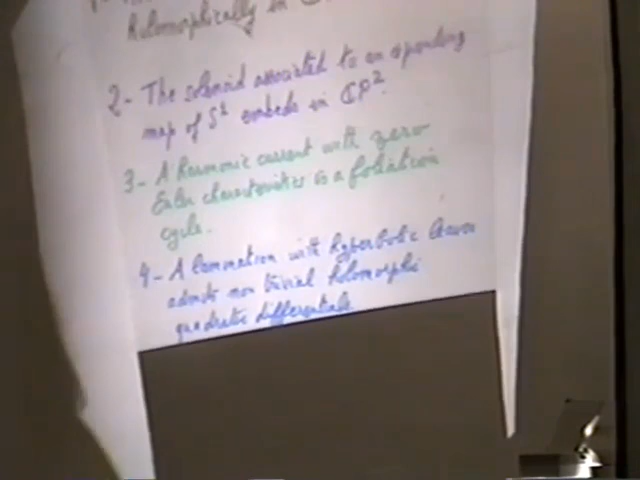 Holomorphically in
2- The solenoid associated to an expanding
map of S¹ embeds in ℂP².
3- A Harmonic current with zero
Euler characteristics is a foliation
cycle.
4- A lamination with hyperbolic leaves
admits non trivial holomorphic
quadratic differentials.